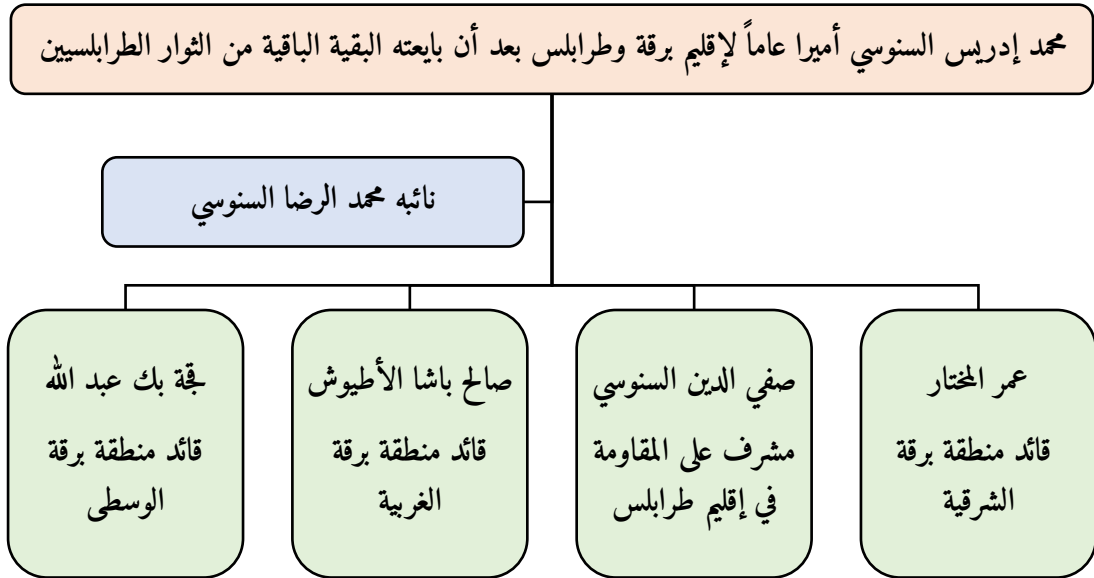 محمد إدريس السنوسي أميرا عاماً لإقليم برقة وطرابلس بعد أن بايعته البقية الباقية من الثوار الطرابلسيين
نائبه محمد الرضا السنوسي
عمر المختار
قائد منطقة برقة
الشرقية
صفي الدين السنوسي
مشرف على المقاومة
في إقليم طرابلس
صالح باشا الأطيوش
قائد منطقة برقة
الغربية
قجة بك عبد الله
قائد منطقة برقة
الوسطى